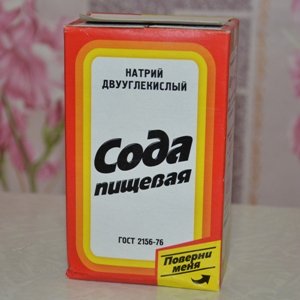 НАТРИЙ
ДВУУГЛЕКИСЛЫЙ
Сода
пищевая
ГОСТ 2156-76
Поверни
меня